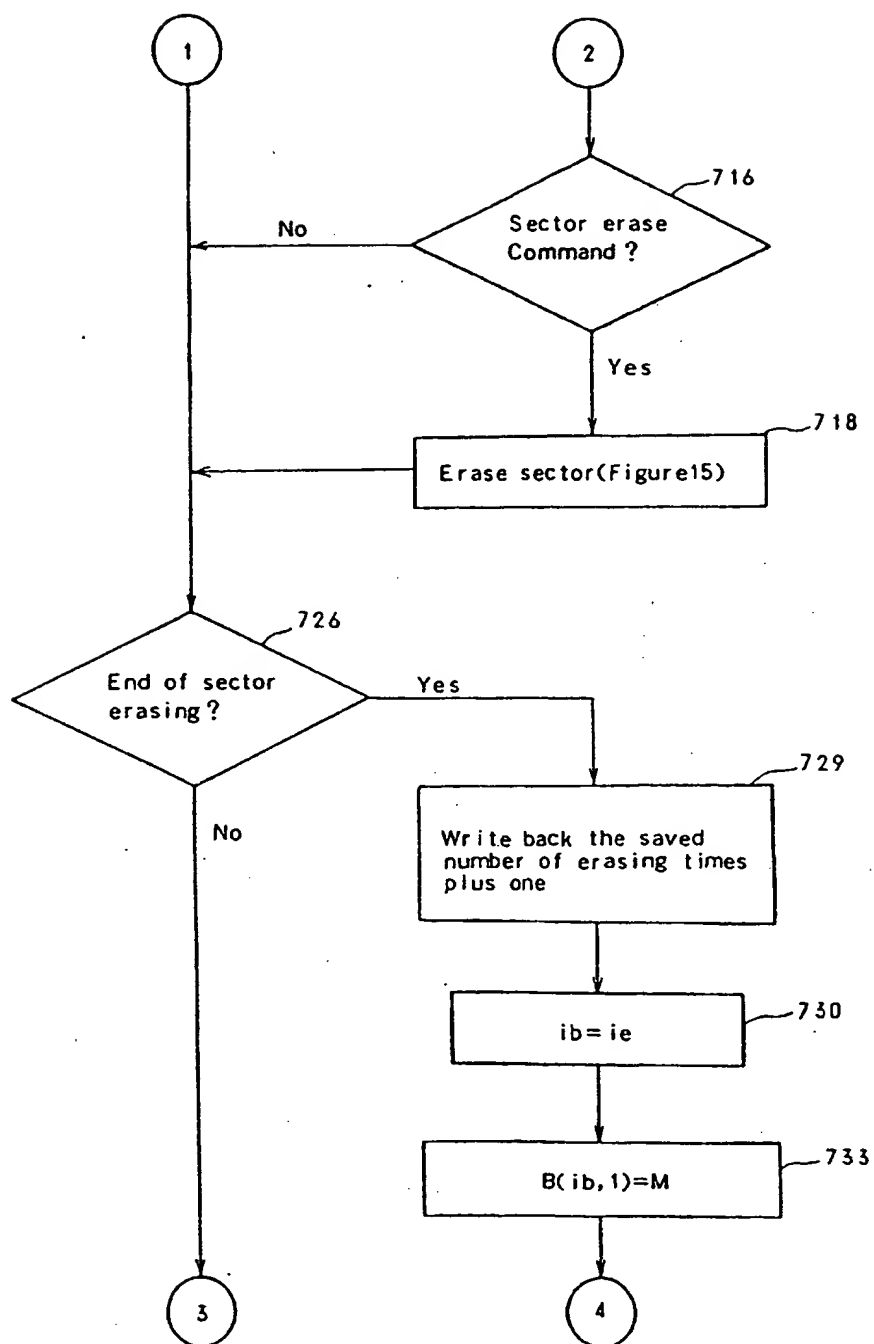 1
2
716
Sector erase
Command?
No
Yes
718
Erase sector(Figure15)
726
End of sector
erasing?
Yes
No
729
Write back the saved
number of erasing times
plus one
730
ib=ie
733
B(ib,1)=M
3
4